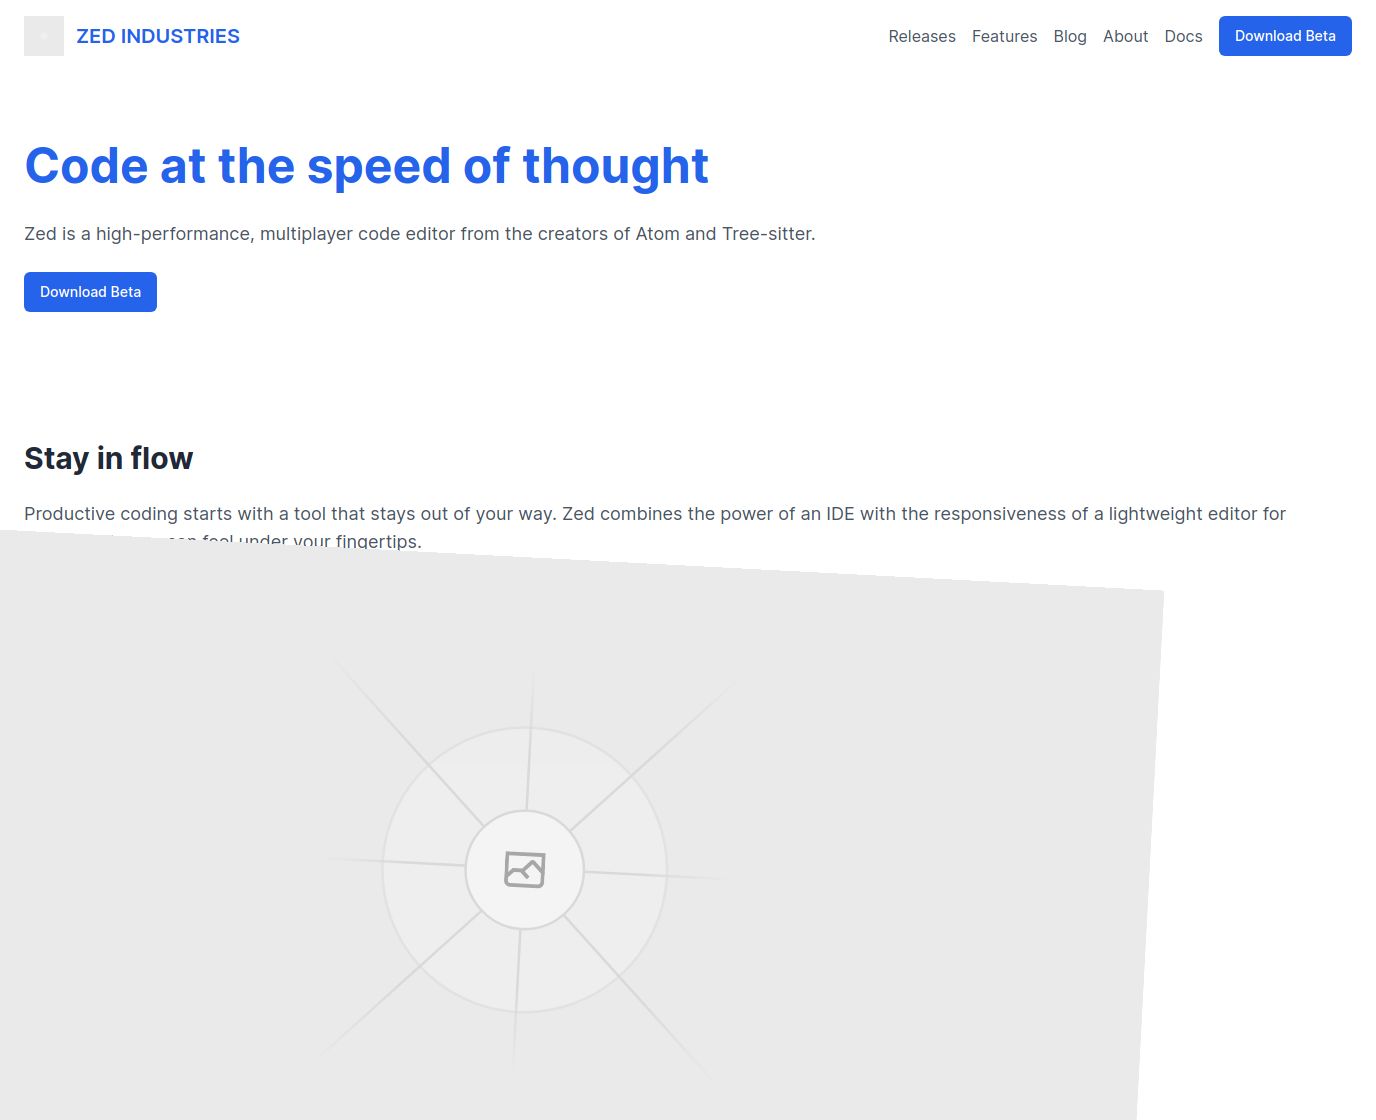 ZED INDUSTRIES
Releases Features Blog About Docs Download Beta
Code at the speed of thought
Zed is a high-performance, multiplayer code editor from the creators of Atom and Tree-sitter.
Download Beta
Stay in flow
Productive coding starts with a tool that stays out of your way. Zed combines the power of an IDE with the responsiveness of a lightweight editor for
can feel under your fingertips.